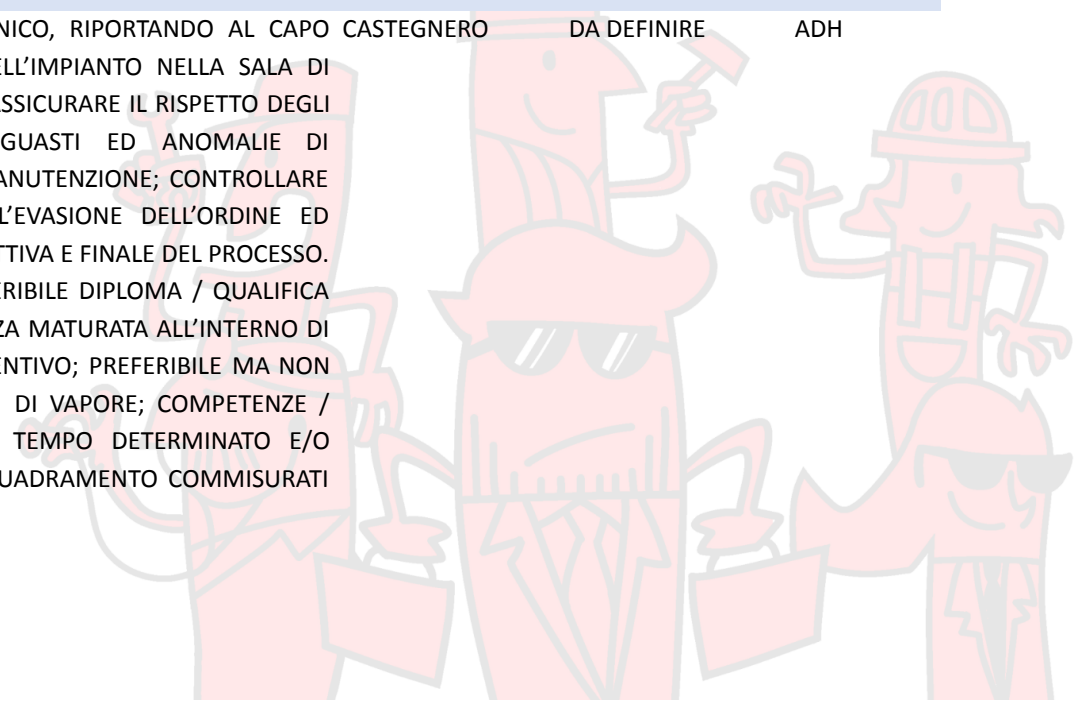 NICO, RIPORTANDO AL CAPO CASTEGNERO DA DEFINIRE ADH
ELL’IMPIANTO NELLA SALA DI
ASSICURARE IL RISPETTO DEGLI
GUASTI ED ANOMALIE DI
ANUTENZIONE; CONTROLLARE
L’EVASIONE DELL’ORDINE ED
TTIVA E FINALE DEL PROCESSO.
ERIBILE DIPLOMA / QUALIFICA
ZA MATURATA ALL’INTERNO DI
ENTIVO; PREFERIBILE MA NON
DI VAPORE; COMPETENZE /
TEMPO DETERMINATO E/O
UADRAMENTO COMMISURATI